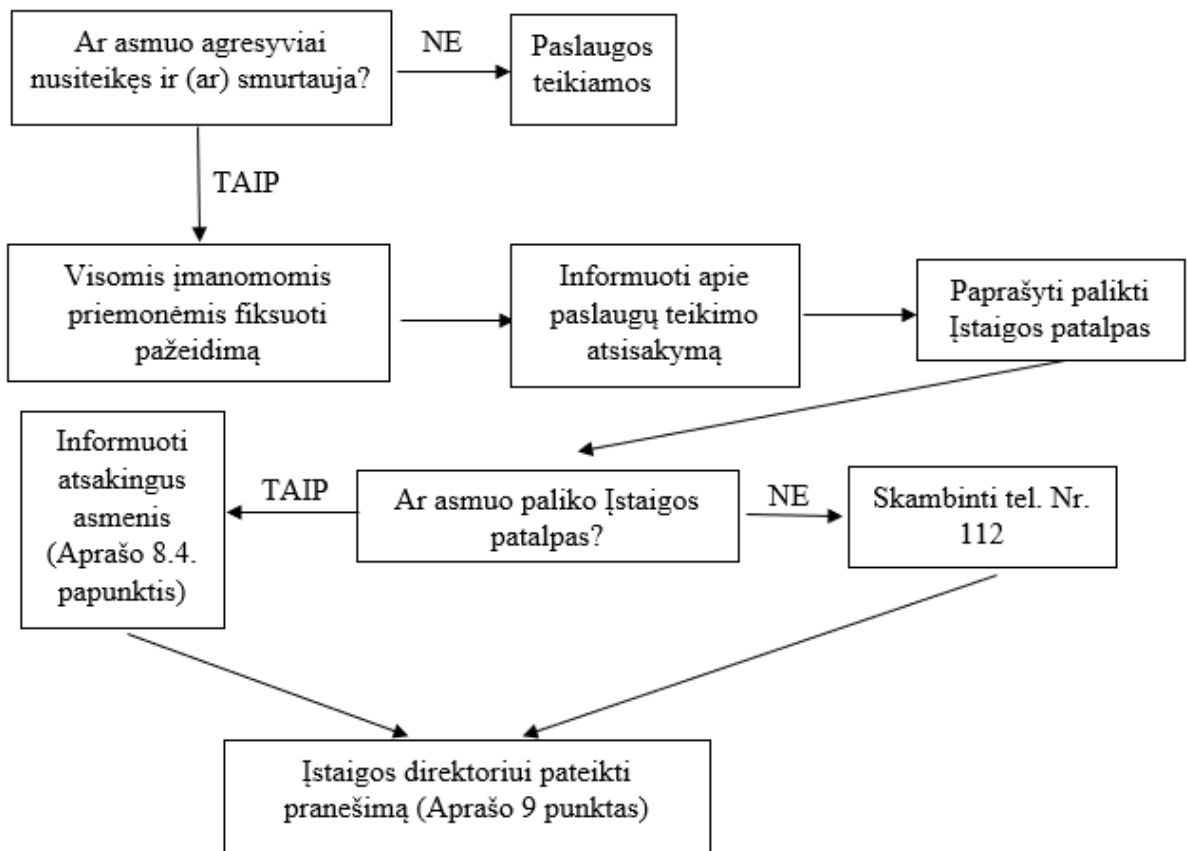 Ar asmuo agresyviai
nusiteikęs ir (ar) smurtauja?
NE
Paslaugos
teikiamos
TAIP
Visomis įmanomomis
priemonėmis fiksuoti
pažeidimą
Informuoti apie
paslaugų teikimo
atsisakymą
Paprašyti palikti
Įstaigos patalpas
Informuoti
atsakingus
asmenis
(Aprašo 8.4.
papunktis)
TAIP
Ar asmuo paliko Įstaigos
patalpas?
NE
Skambinti tel. Nr.
112
Įstaigos direktoriui pateikti
pranešimą (Aprašo 9 punktas)